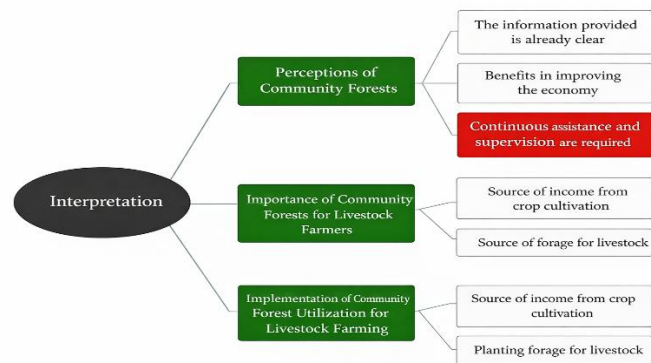 The information provided
is already clear
Perceptions of
Community Forests
Benefits in improving
the economy
Continuous assistance and
supervision are required
Interpretation
Importance of Community
Forests for Livestock
Farmers
Source of income from
crop cultivation
Source of forage for livestock
Implementation of Community
Forest Utilization for
Livestock Farming
Source of income from crop
cultivation
Planting forage for livestock